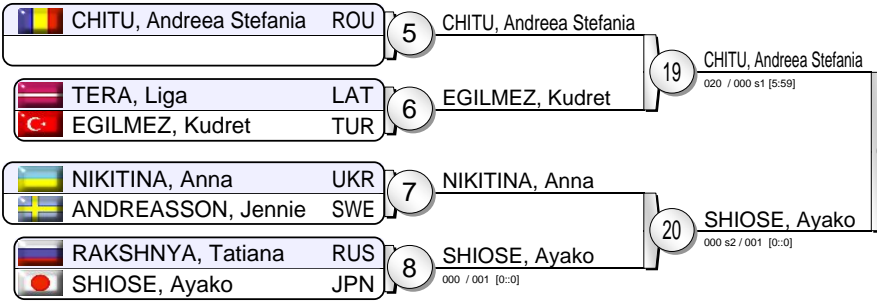 CHITU, Andreea Stefania ROU
5
CHITU, Andreea Stefania
19
CHITU, Andreea Stefania
020 / 000 s1 [5:59]
TERA, Liga LAT
EGILMEZ, Kudret TUR
6
EGILMEZ, Kudret
NIKITINA, Anna UKR
ANDREASSON, Jennie SWE
7
NIKITINA, Anna
20
SHIOSE, Ayako
000 s2 / 001 [0::0]
RAKSHNYA, Tatiana RUS
SHIOSE, Ayako JPN
8
SHIOSE, Ayako
000 / 001 [0::0]